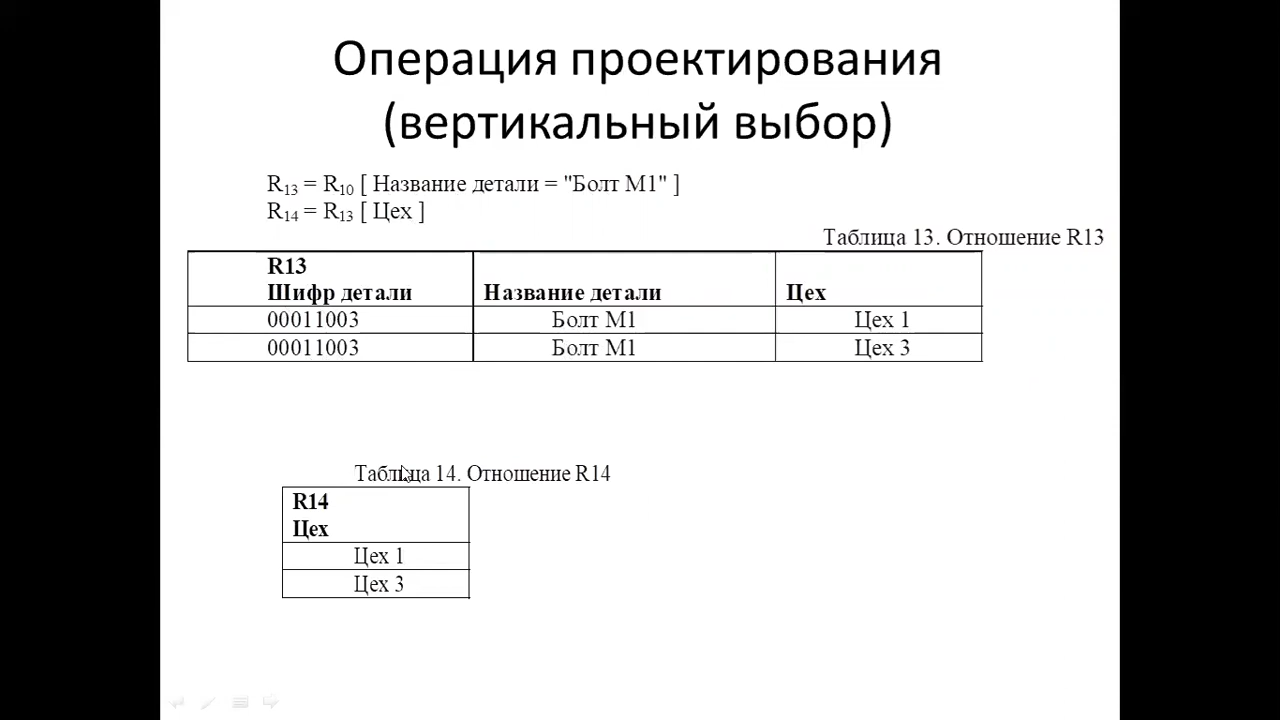 Операция проектирования
(вертикальный выбор)
R13 = R10 [ Название детали = "Болт М1" ]
R14 = R13 [ Цех ]
Таблица 13. Отношение R13
R13
Шифр детали Название детали Цех
00011003 Болт М1 Цех 1
00011003 Болт М1 Цех 3
Таблица 14. Отношение R14
R14
Цех
Цех 1
Цех 3